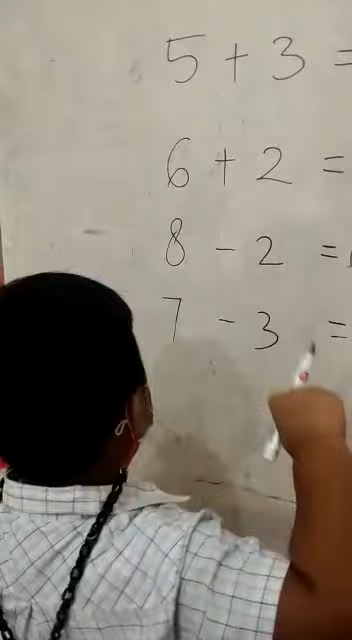 5 + 3 =
6 + 2 =
8 - 2 =
7 - 3 =